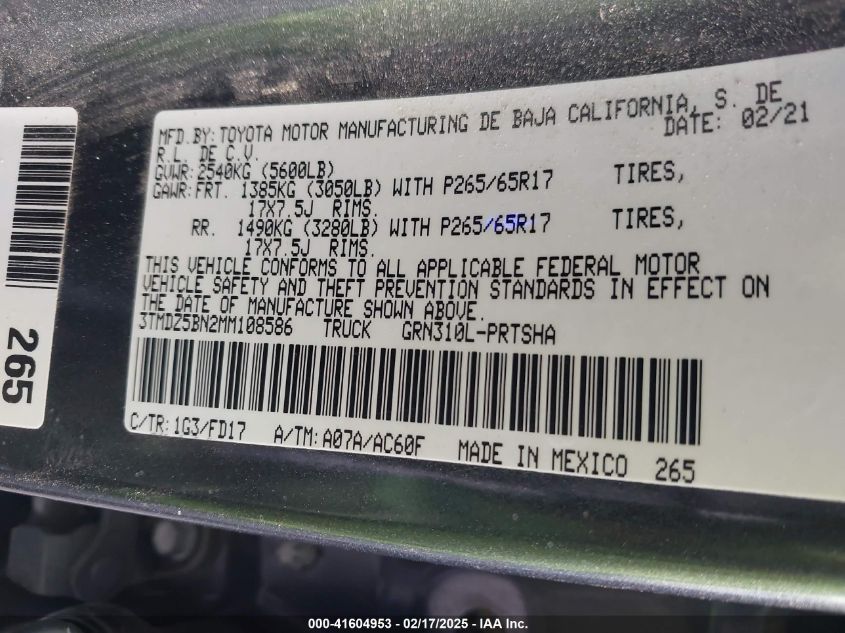 MFD.BY:TOYOTA MOTOR MANUFACTURING DE BAJA CALIFORNIA, S. DE
R.L. DE C.V. DATE: 02/21
GVWR:2540KG (5600LB)
GAWR:FRT. 1385KG (3050LB) WITH P265/65R17 TIRES,
17X7.5J RIMS.
RR. 1490KG (3280LB) WITH P265/65R17 TIRES,
17X7.5J RIMS.
THIS VEHICLE CONFORMS TO ALL APPLICABLE FEDERAL MOTOR
VEHICLE SAFETY AND THEFT PREVENTION STANDARDS IN EFFECT ON
THE DATE OF MANUFACTURE SHOWN ABOVE.
3TMDZ5BN2MM108586 TRUCK GRN310L-PRTSHA
C/TR:1G3/FD17 A/TM:A07A/AC60F MADE IN MEXICO 265
265
000-41604953 — 02/17/2025 — IAA Inc.